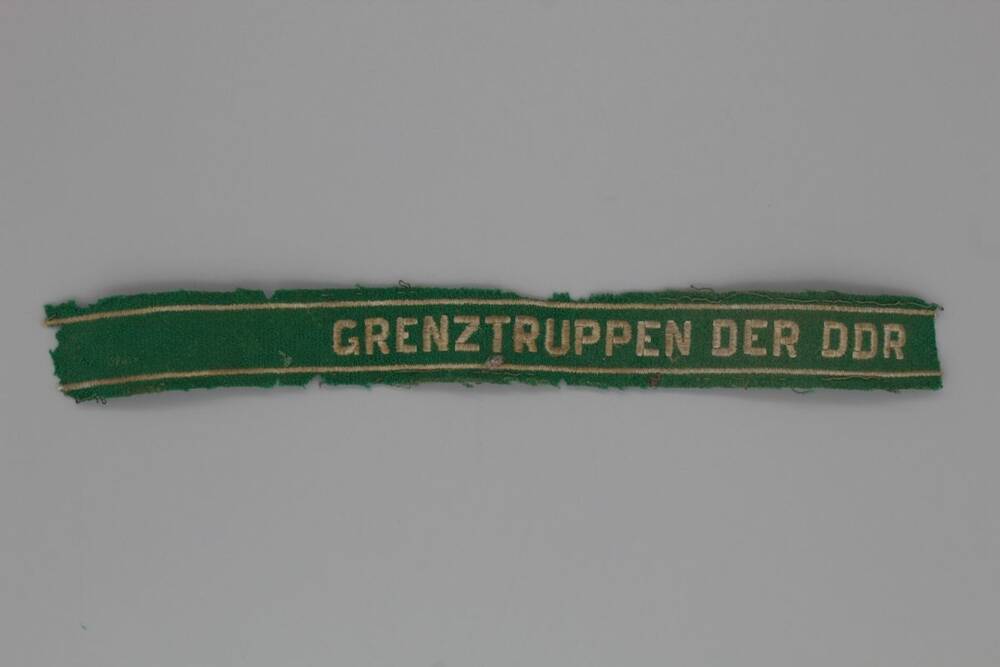 GRENZTRUPPEN DER DDR